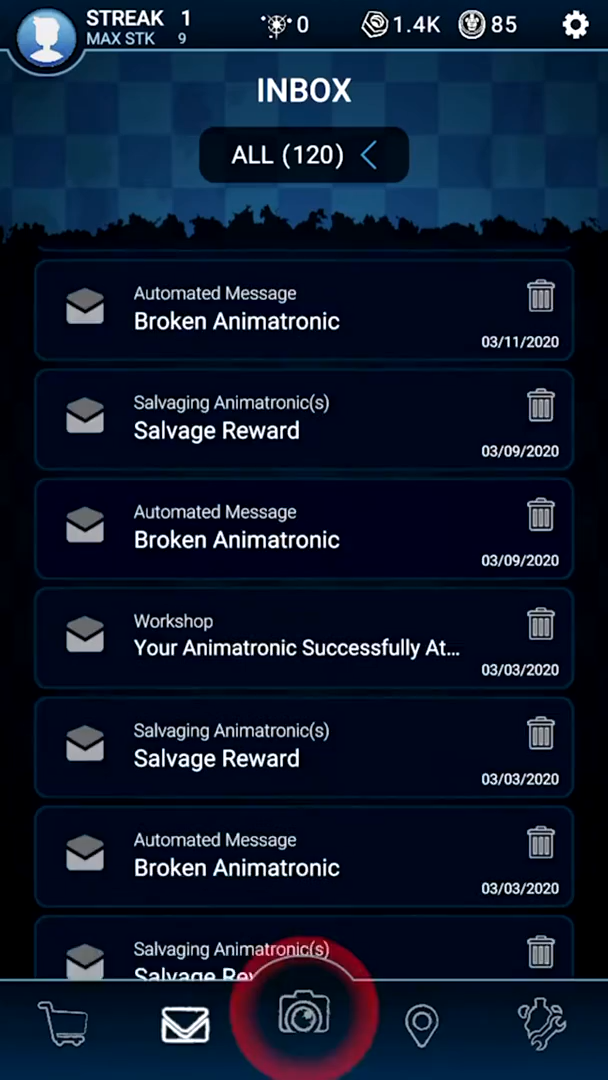 STREAK 1
MAX STK 9
0
1.4K
85
INBOX
ALL (120)
Automated Message
Broken Animatronic
03/11/2020
Salvaging Animatronic(s)
Salvage Reward
03/09/2020
Automated Message
Broken Animatronic
03/09/2020
Workshop
Your Animatronic Successfully At...
03/03/2020
Salvaging Animatronic(s)
Salvage Reward
03/03/2020
Automated Message
Broken Animatronic
03/03/2020
Salvaging Animatronic(s)
Salvage